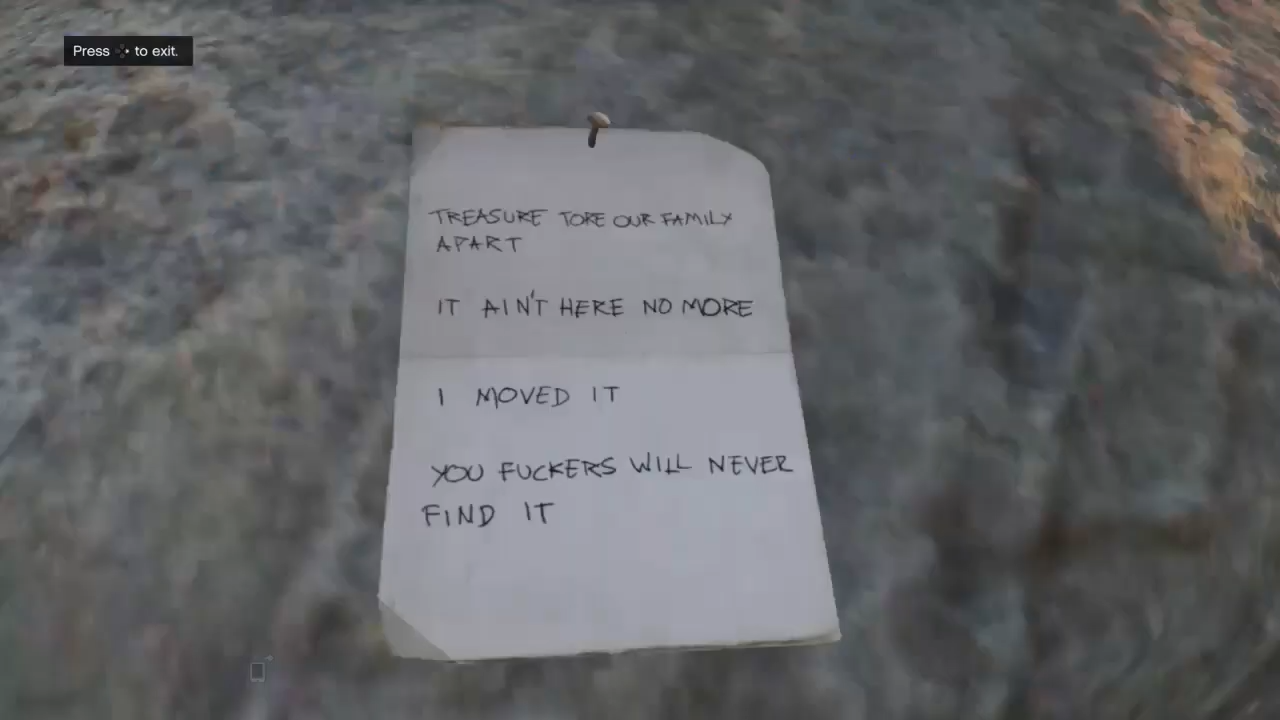 Press to exit.
TREASURE TORE OUR FAMILY
APART
IT AIN'T HERE NO MORE
I MOVED IT
YOU FUCKERS WILL NEVER
FIND IT